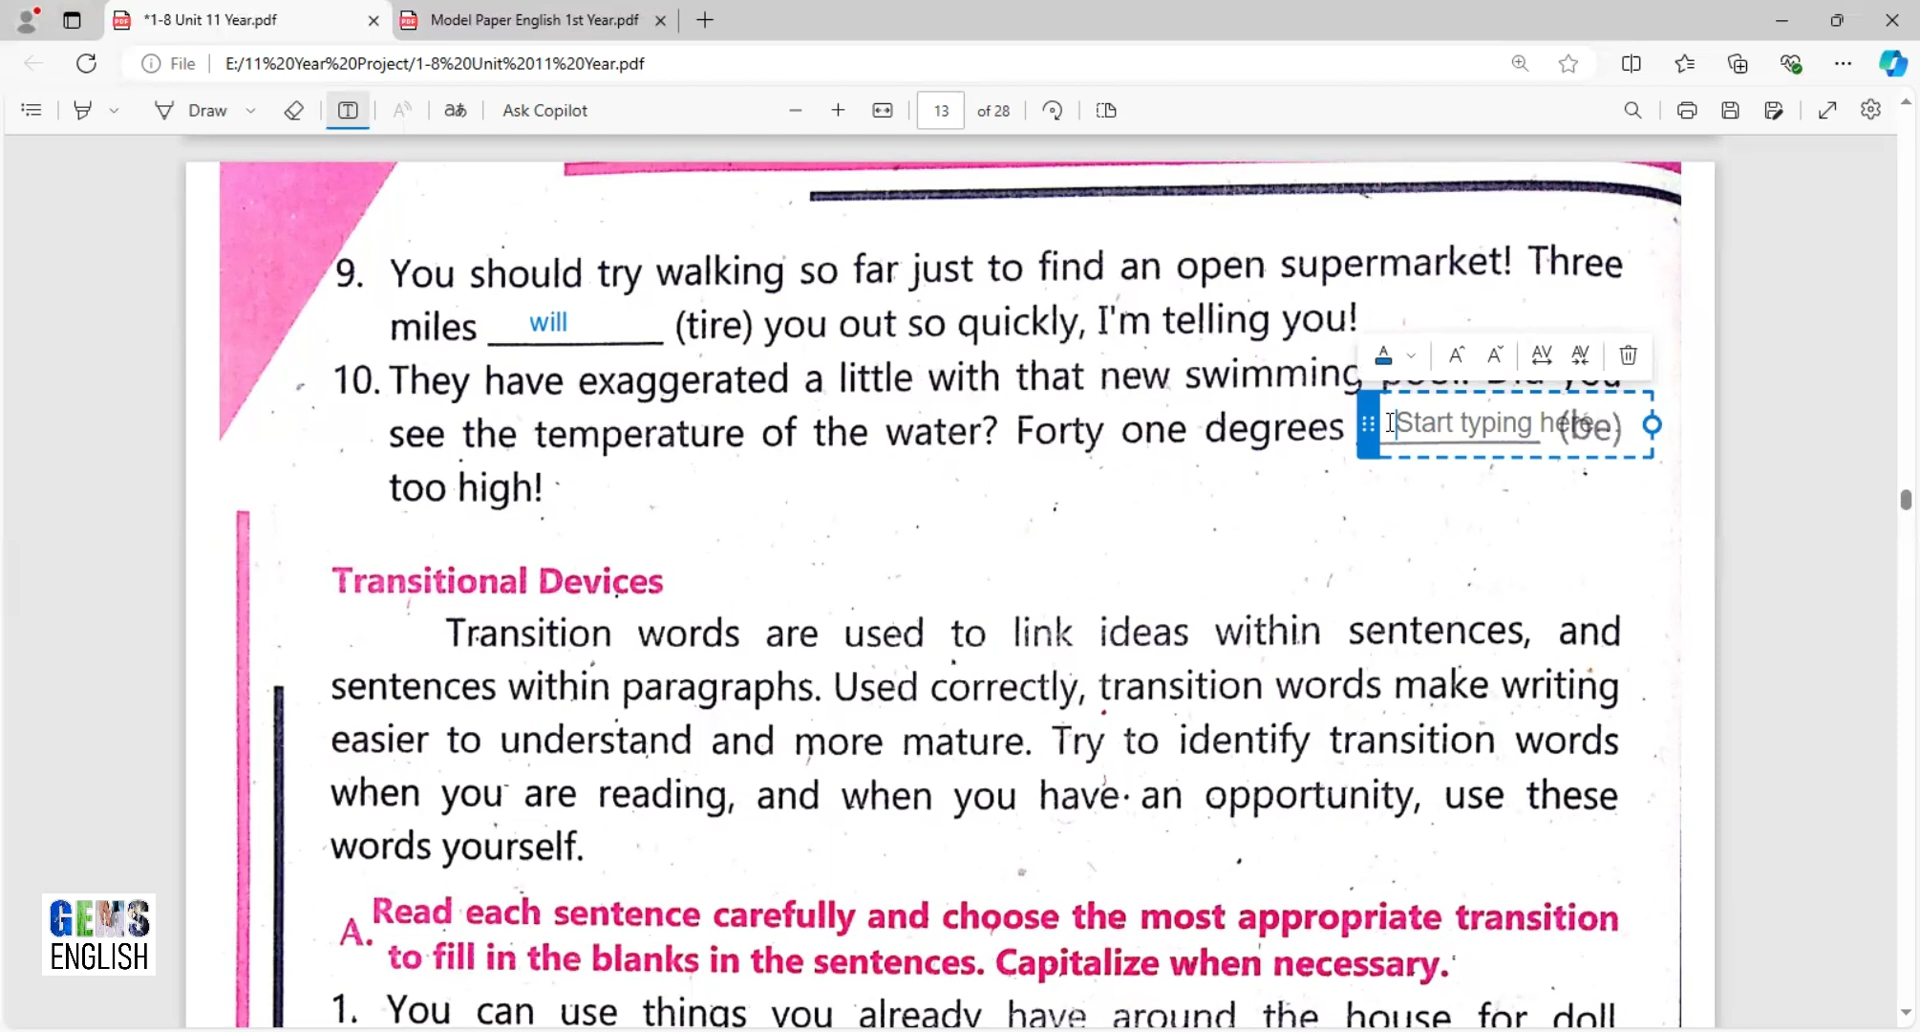 *1-8 Unit 11 Year.pdf
Model Paper English 1st Year.pdf
File
E:/11%20Year%20Project/1-8%20Unit%2011%20Year.pdf
Draw
aあ
Ask Copilot
13
of 28
9. You should try walking so far just to find an open supermarket! Three
miles will (tire) you out so quickly, I'm telling you!
10. They have exaggerated a little with that new swimming you
see the temperature of the water? Forty one degrees Start typing here... (be)
too high!
Transitional Devices
Transition words are used to link ideas within sentences, and
sentences within paragraphs. Used correctly, transition words make writing
easier to understand and more mature. Try to identify transition words
when you are reading, and when you have an opportunity, use these
words yourself.
A. Read each sentence carefully and choose the most appropriate transition
to fill in the blanks in the sentences. Capitalize when necessary.
1. You can use things you already have around the house for doll
GEMS
ENGLISH